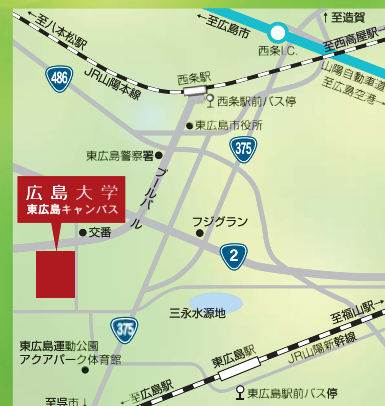 ↑至造賀
←至広島市
←至八本松駅
西条I.C.
至西高屋駅→
西条駅
486
JR山陽本線
山陽自動車道
至広島空港→
西条駅前バス停
東広島市役所
375
東広島警察署
ブールバール
広島大学
東広島キャンパス
フジグラン
交番
2
三永水源地
至福山駅→
375
東広島運動公園
アクアパーク体育館
東広島駅
JR山陽新幹線
←至広島駅
東広島駅前バス停
至呉市↓